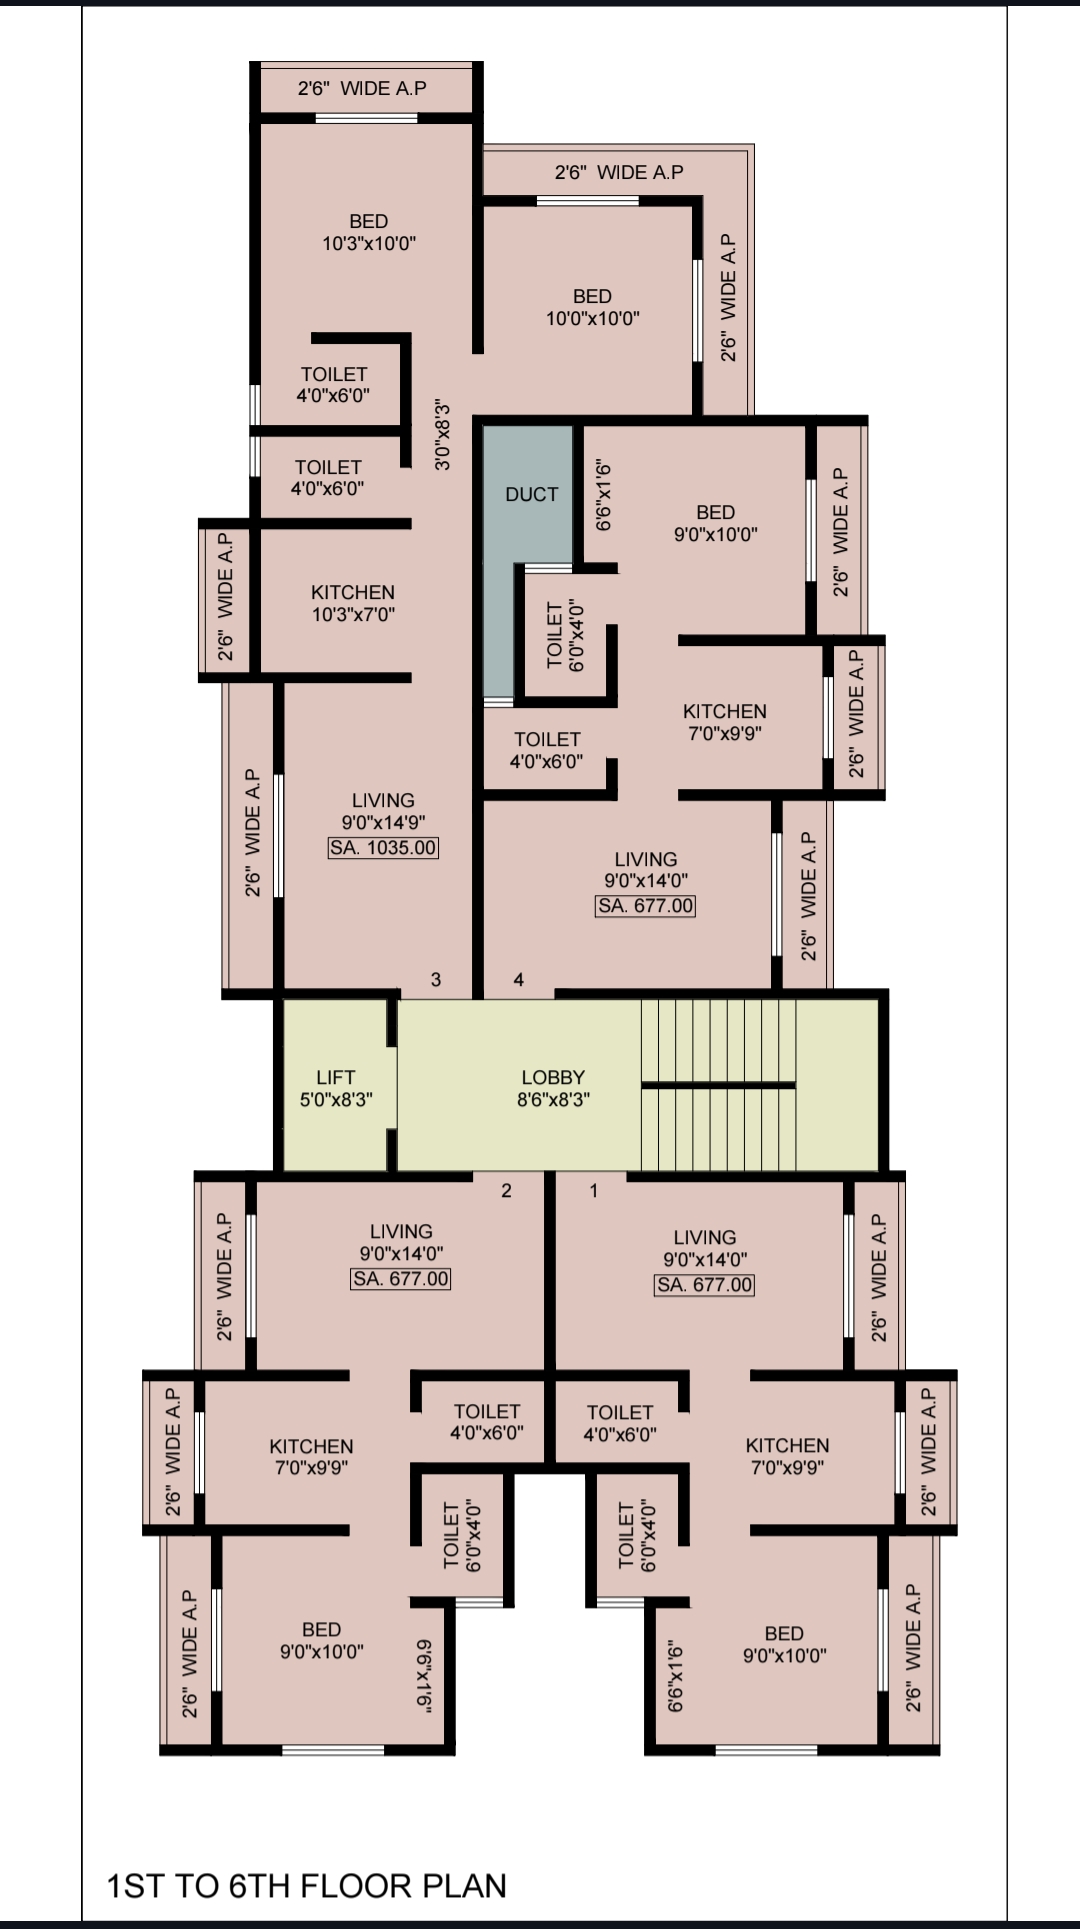 2'6" WIDE A.P
2'6" WIDE A.P
2'6" WIDE A.P
BED
10'3"x10'0"
BED
10'0"x10'0"
TOILET
4'0"x6'0"
3'0"x8'3"
TOILET
4'0"x6'0"
DUCT
6'6"x1'6"
BED
9'0"x10'0"
2'6" WIDE A.P
2'6" WIDE A.P
KITCHEN
10'3"x7'0"
TOILET
6'0"x4'0"
KITCHEN
7'0"x9'9"
2'6" WIDE A.P
TOILET
4'0"x6'0"
2'6" WIDE A.P
LIVING
9'0"x14'9"
SA. 1035.00
LIVING
9'0"x14'0"
SA. 677.00
2'6" WIDE A.P
3
4
LIFT
5'0"x8'3"
LOBBY
8'6"x8'3"
2
1
2'6" WIDE A.P
LIVING
9'0"x14'0"
SA. 677.00
LIVING
9'0"x14'0"
SA. 677.00
2'6" WIDE A.P
2'6" WIDE A.P
KITCHEN
7'0"x9'9"
TOILET
4'0"x6'0"
TOILET
4'0"x6'0"
KITCHEN
7'0"x9'9"
2'6" WIDE A.P
TOILET
6'0"x4'0"
TOILET
6'0"x4'0"
2'6" WIDE A.P
BED
9'0"x10'0"
6'6"x1'6"
6'6"x1'6"
BED
9'0"x10'0"
2'6" WIDE A.P
1ST TO 6TH FLOOR PLAN